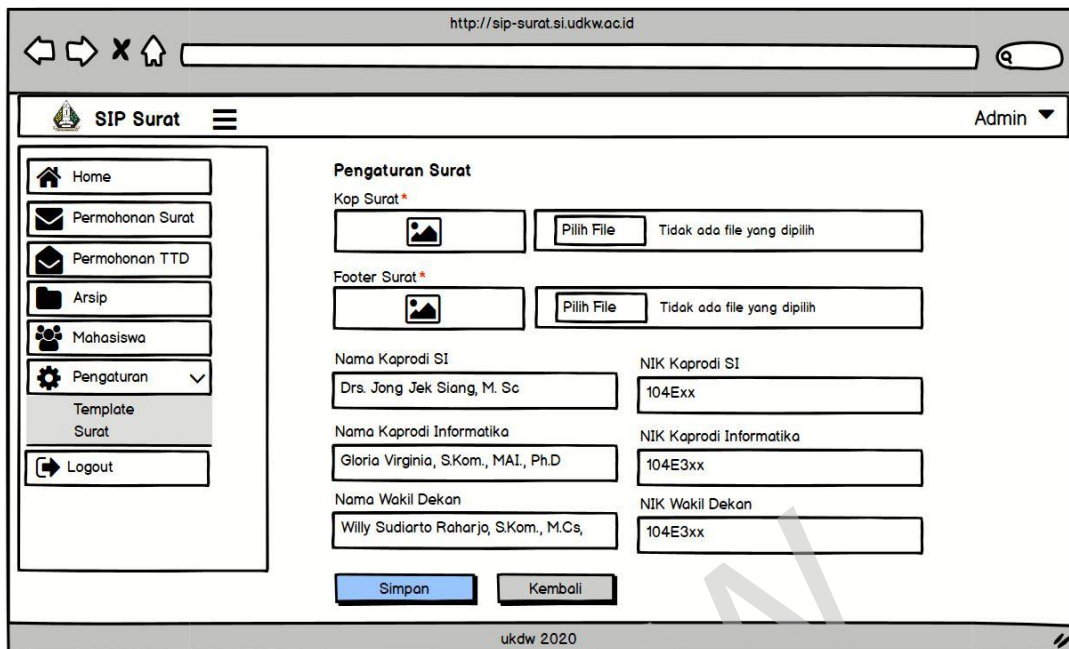 http://sip-surat.si.udkw.ac.id
SIP Surat
Admin
Home
Permohonan Surat
Permohonan TTD
Arsip
Mahasiswa
Pengaturan
Template
Surat
Logout
Pengaturan Surat
Kop Surat*
Pilih File Tidak ada file yang dipilih
Footer Surat*
Pilih File Tidak ada file yang dipilih
Nama Kaprodi SI
NIK Kaprodi SI
Drs. Jong Jek Siang, M. Sc
104Exx
Nama Kaprodi Informatika
NIK Kaprodi Informatika
Gloria Virginia, S.Kom., MAI., Ph.D
104E3xx
Nama Wakil Dekan
NIK Wakil Dekan
Willy Sudiarto Raharjo, S.Kom., M.Cs,
104E3xx
Simpan
Kembali
ukdw 2020